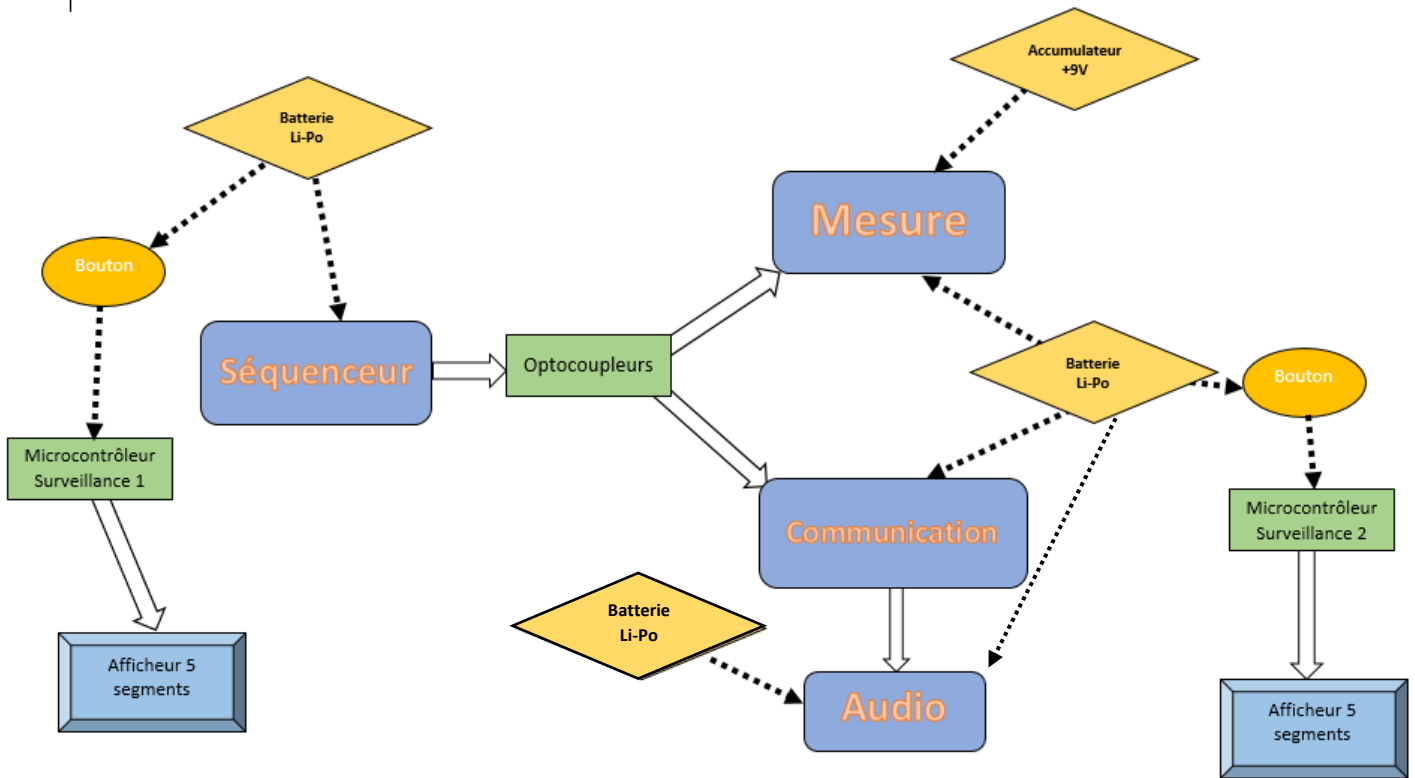 Accumulateur
+9V
Batterie
Li-Po
Mesure
Bouton
Séquenceur
Optocoupleurs
Batterie
Li-Po
Bouton
Microcontrôleur
Surveillance 1
Communication
Microcontrôleur
Surveillance 2
Batterie
Li-Po
Afficheur 5
segments
Audio
Afficheur 5
segments